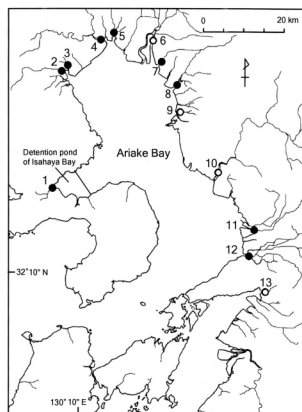 0 20 km
5
4
6
3
7
2
8
9
Detention pond
of Isahaya Bay
Ariake Bay
10
1
11
12
32° 10' N
13
130° 10' E